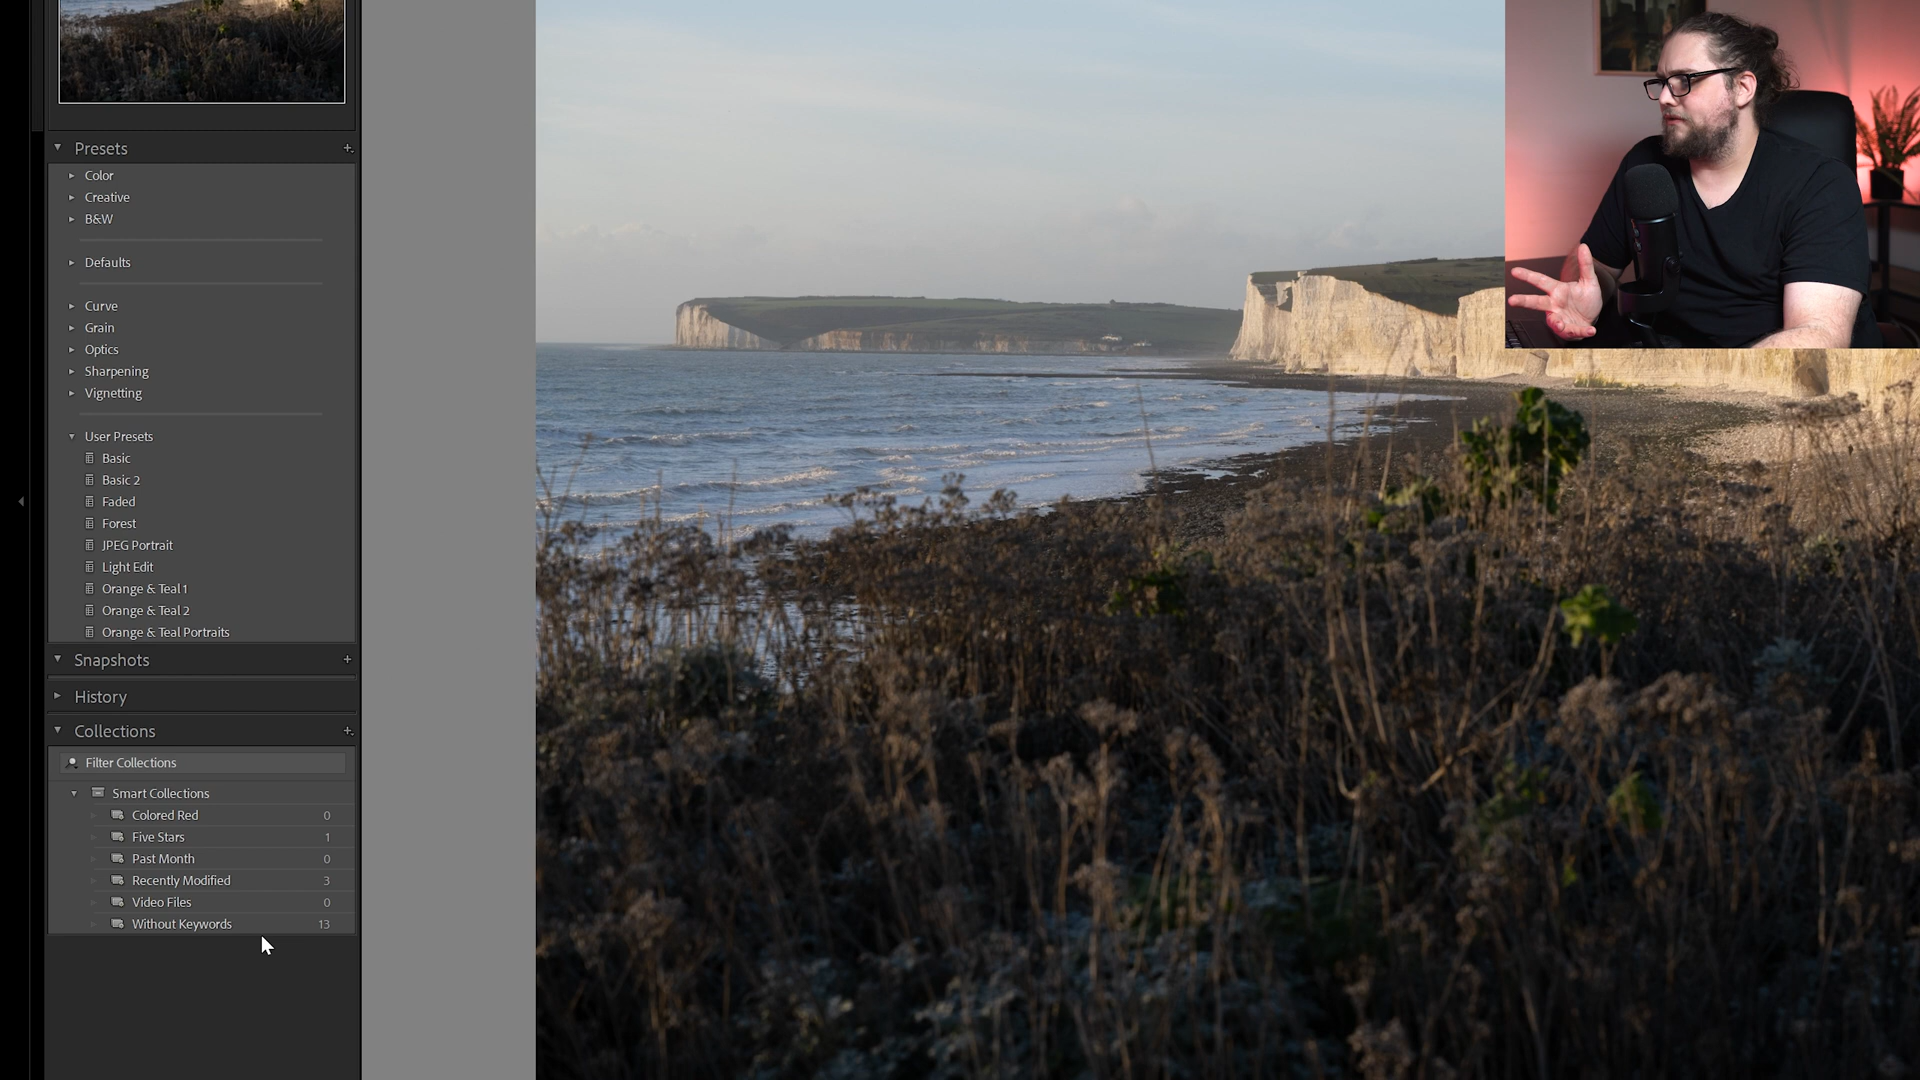 Presets
Color
Creative
B&W
Defaults
Curve
Grain
Optics
Sharpening
Vignetting
User Presets
Basic
Basic 2
Faded
Forest
JPEG Portrait
Light Edit
Orange & Teal 1
Orange & Teal 2
Orange & Teal Portraits
Snapshots
History
Collections
Filter Collections
Smart Collections
Colored Red 0
Five Stars 1
Past Month 0
Recently Modified 3
Video Files 0
Without Keywords 13